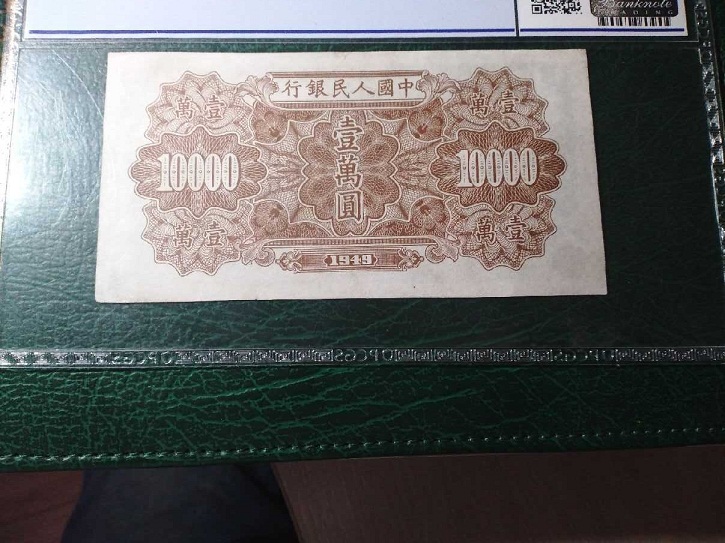 Banknote
TRADING
行銀民人國中
萬壹 萬壹
壹萬圓
10000 10000
萬壹 萬壹
1949